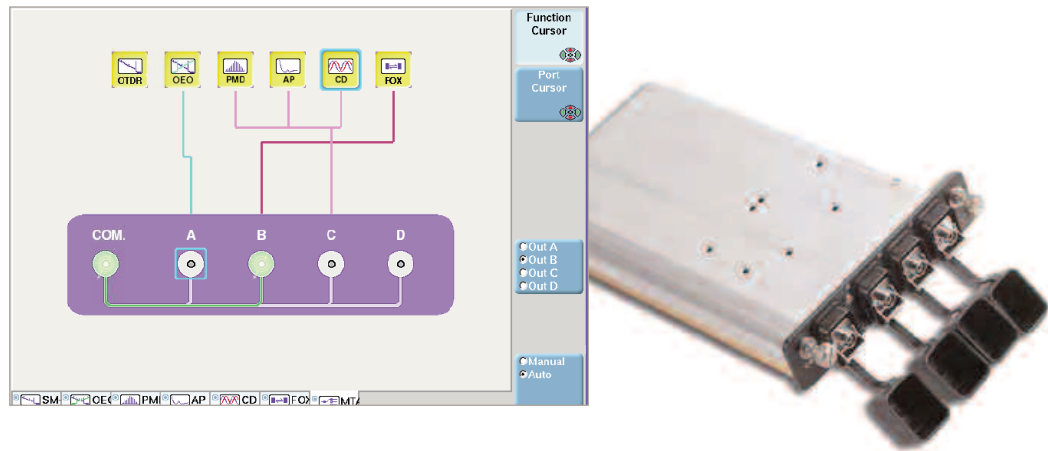 Function
Cursor
Port
Cursor
OTDR OEO PMD AP CD FOX
COM. A B C D
Out A
Out B
Out C
Out D
Manual
Auto
SM OEO PMI AP CD FOX MTA